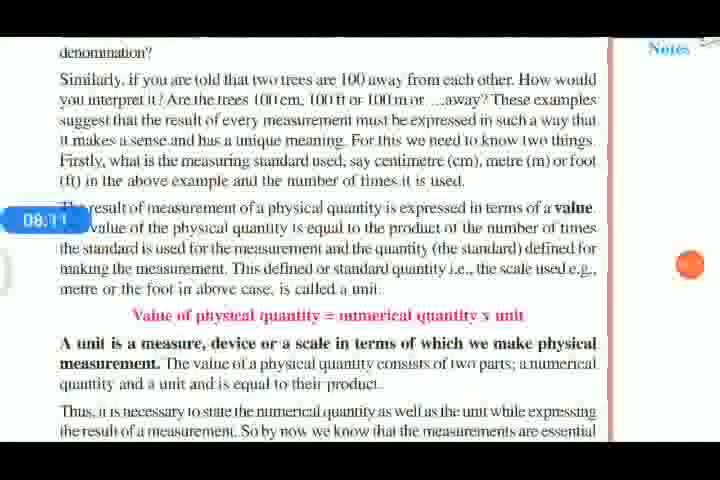 denommation?
Notes
Similarly, if you are told that two trees are 100 away from each other. How would
you interpret it? Are the trees 100 cm, 100 ft or 100 m or ....away? These examples
suggest that the result of every measurement must be expressed in such a way that
it makes a sense and has a unique meaning. For this we need to know two things.
Firstly, what is the measuring standard used, say centimetre (cm), metre (m) or foot
(ft) in the above example and the number of times it is used.
result of measurement of a physical quantity is expressed in terms of a value.
08:11
value of the physical quantity is equal to the product of the number of times
the standard is used for the measurement and the quantity (the standard) defined for
making the measurement. This defined or standard quantity i.e., the scale used e.g.,
metre or the foot in above case, is called a unit.
Value of physical quantity = numerical quantity x unit
A unit is a measure, device or a scale in terms of which we make physical
measurement. The value of a physical quantity consists of two parts; a numerical
quantity and a unit and is equal to their product.
Thus, it is necessary to state the numerical quantity as well as the unit while expressing
the result of a measurement. So by now we know that the measurements are essential